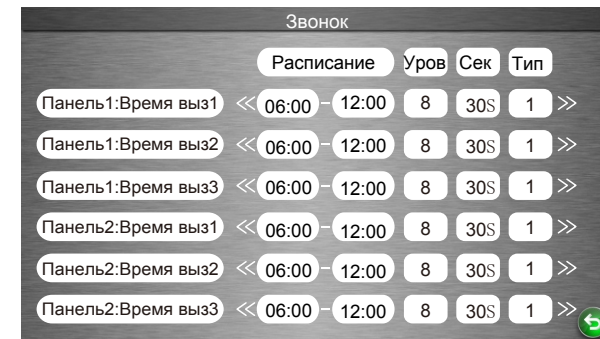 Звонок
Расписание Уров Сек Тип
Панель1:Время выз1 << 06:00 - 12:00 8 30S 1 >>
Панель1:Время выз2 << 06:00 - 12:00 8 30S 1 >>
Панель1:Время выз3 << 06:00 - 12:00 8 30S 1 >>
Панель2:Время выз1 << 06:00 - 12:00 8 30S 1 >>
Панель2:Время выз2 << 06:00 - 12:00 8 30S 1 >>
Панель2:Время выз3 << 06:00 - 12:00 8 30S 1 >>